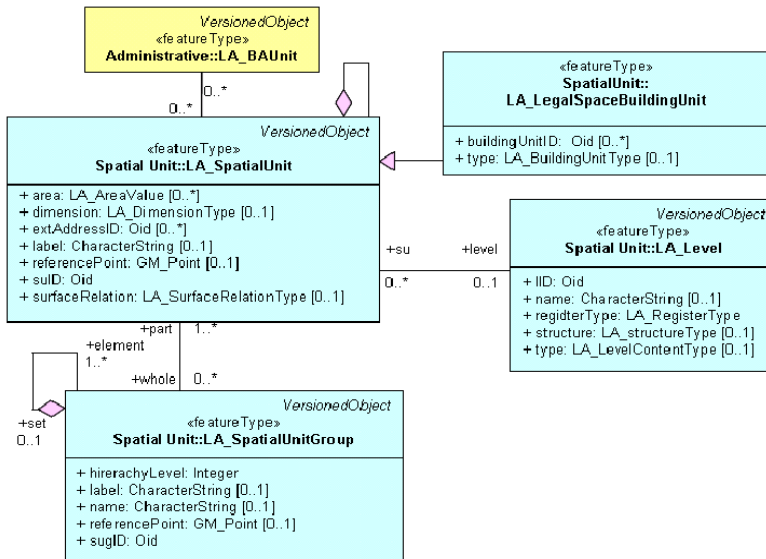 VersionedObject
«featureType»
Administrative::LA_BAUnit
0..*
0..*
VersionedObject
«featureType»
Spatial Unit::LA_SpatialUnit
+ area: LA_AreaValue [0..*]
+ dimension: LA_DimensionType [0..1]
+ extAddressID: Oid [0..*]
+ label: CharacterString [0..1]
+ referencePoint: GM_Point [0..1]
+ suID: Oid
+ surfaceRelation: LA_SurfaceRelationType [0..1]
«featureType»
SpatialUnit::
LA_LegalSpaceBuildingUnit
+ buildingUnitID: Oid [0..*]
+ type: LA_BuildingUnitType [0..1]
+su
+level
0..*
0..1
VersionedObject
«featureType»
Spatial Unit::LA_Level
+ lID: Oid
+ name: CharacterString [0..1]
+ regidterType: LA_RegisterType
+ structure: LA_structureType [0..1]
+ type: LA_LevelContentType [0..1]
+part
1..*
+element
1..*
+whole
0..*
+set
0..1
VersionedObject
«featureType»
Spatial Unit::LA_SpatialUnitGroup
+ hirerachyLevel: Integer
+ label: CharacterString [0..1]
+ name: CharacterString [0..1]
+ referencePoint: GM_Point [0..1]
+ sugID: Oid